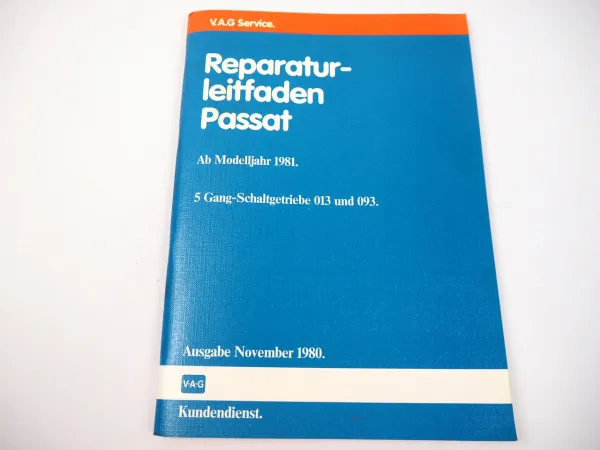 V.A.G Service.
Reparatur-
leitfaden
Passat
Ab Modelljahr 1981.
5 Gang-Schaltgetriebe 013 und 093.
Ausgabe November 1980.
V·A·G
Kundendienst.